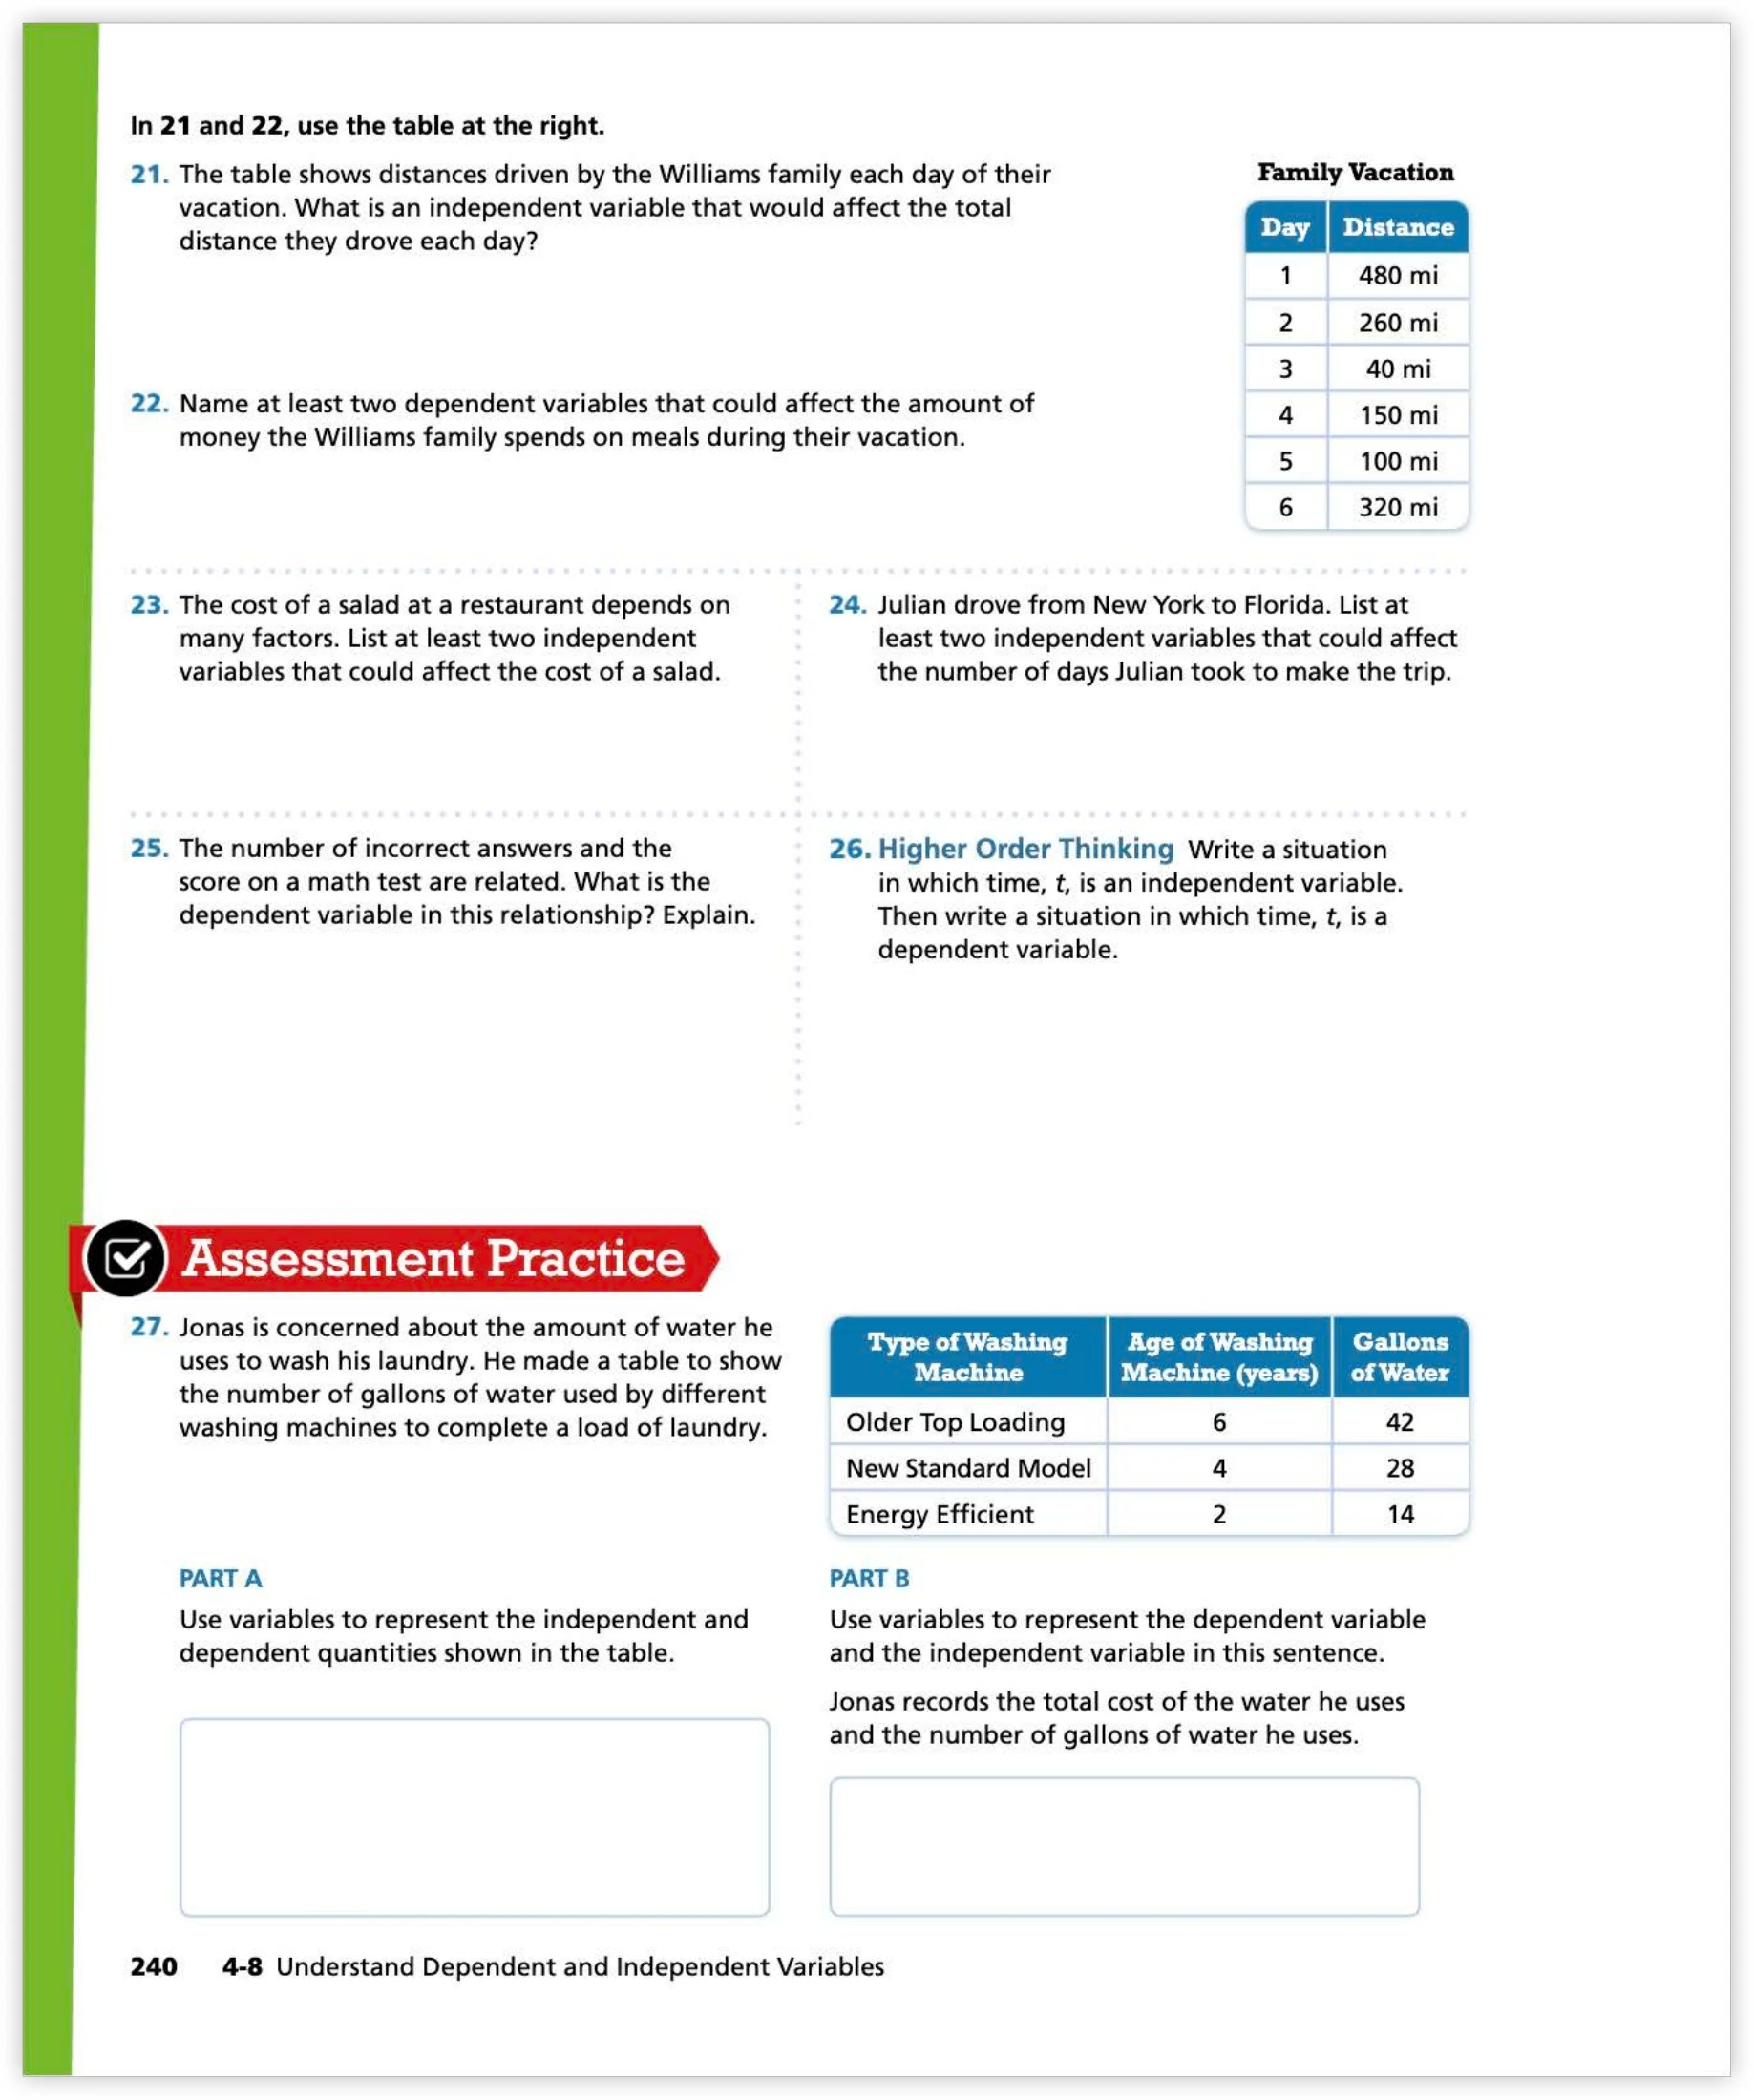 In 21 and 22, use the table at the right.
21. The table shows distances driven by the Williams family each day of their
vacation. What is an independent variable that would affect the total
distance they drove each day?
22. Name at least two dependent variables that could affect the amount of
money the Williams family spends on meals during their vacation.
Family Vacation
Day Distance
1 480 mi
2 260 mi
3 40 mi
4 150 mi
5 100 mi
6 320 mi
23. The cost of a salad at a restaurant depends on
many factors. List at least two independent
variables that could affect the cost of a salad.
24. Julian drove from New York to Florida. List at
least two independent variables that could affect
the number of days Julian took to make the trip.
25. The number of incorrect answers and the
score on a math test are related. What is the
dependent variable in this relationship? Explain.
26. Higher Order Thinking Write a situation
in which time, t, is an independent variable.
Then write a situation in which time, t, is a
dependent variable.
Assessment Practice
27. Jonas is concerned about the amount of water he
uses to wash his laundry. He made a table to show
the number of gallons of water used by different
washing machines to complete a load of laundry.
Type of Washing Machine Age of Washing Machine (years) Gallons of Water
Older Top Loading 6 42
New Standard Model 4 28
Energy Efficient 2 14
PART A
Use variables to represent the independent and
dependent quantities shown in the table.
PART B
Use variables to represent the dependent variable
and the independent variable in this sentence.
Jonas records the total cost of the water he uses
and the number of gallons of water he uses.
240 4-8 Understand Dependent and Independent Variables